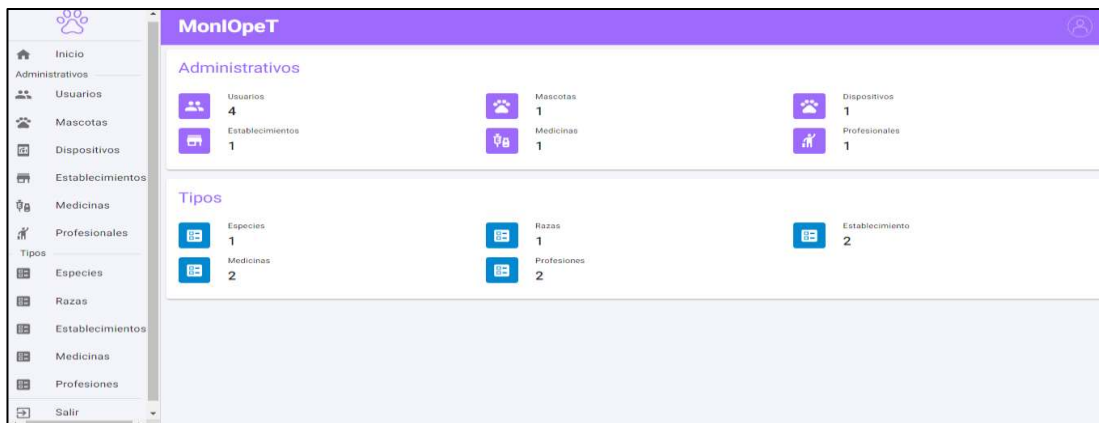 MonIOpeT
Inicio
Administrativos
Usuarios
Mascotas
Dispositivos
Establecimientos
Medicinas
Profesionales
Tipos
Especies
Razas
Establecimientos
Medicinas
Profesiones
Salir
Administrativos
Usuarios
4
Mascotas
1
Dispositivos
1
Establecimientos
1
Medicinas
1
Profesionales
1
Tipos
Especies
1
Razas
1
Establecimiento
2
Medicinas
2
Profesiones
2